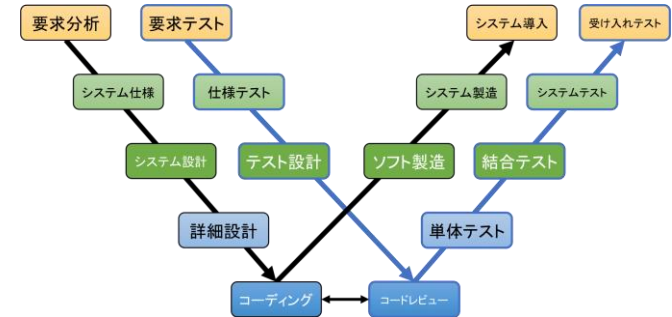 要求分析
要求テスト
システム導入
受け入れテスト
システム仕様
仕様テスト
システム製造
システムテスト
システム設計
テスト設計
ソフト製造
結合テスト
詳細設計
単体テスト
コーディング
コードレビュー